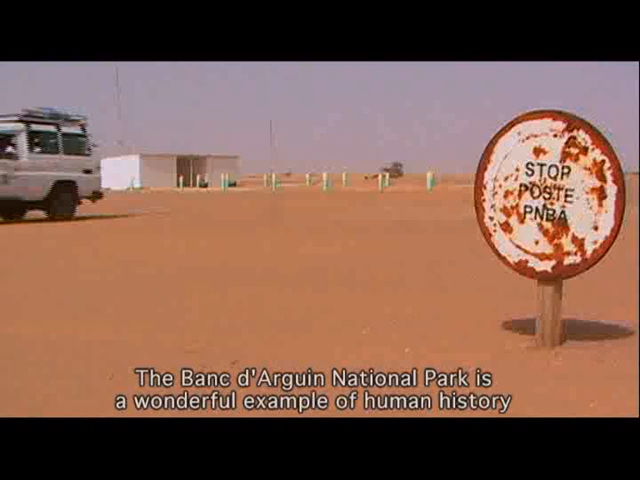 STOP
POSTE
PNBA
The Banc d'Arguin National Park is
a wonderful example of human history